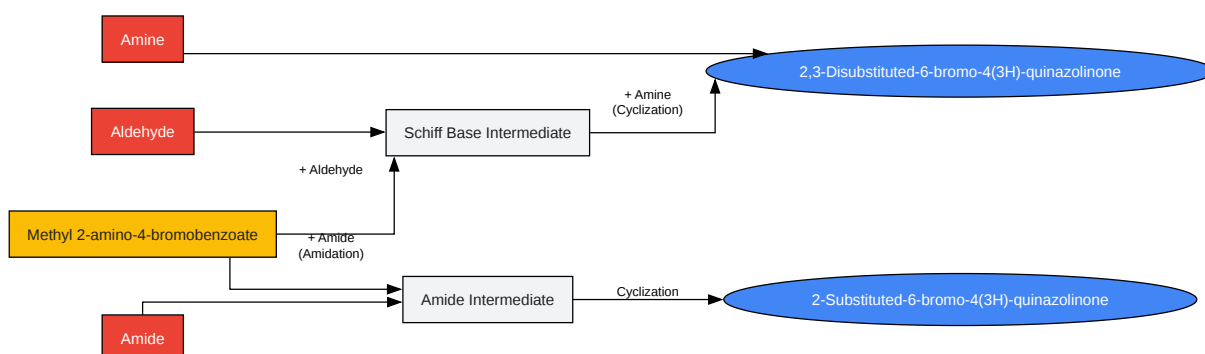 Amine
2,3-Disubstituted-6-bromo-4(3H)-quinazolinone
+ Amine
(Cyclization)
Aldehyde
Schiff Base Intermediate
+ Aldehyde
Methyl 2-amino-4-bromobenzoate
+ Amide
(Amidation)
Amide Intermediate
Cyclization
2-Substituted-6-bromo-4(3H)-quinazolinone
Amide